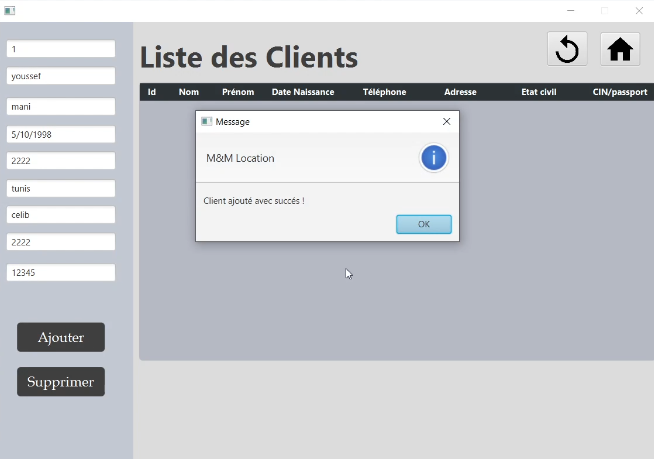 Liste des Clients
1
youssef
mani
5/10/1998
2222
tunis
celib
2222
12345
Ajouter
Supprimer
Id Nom Prénom Date Naissance Téléphone Adresse Etat civil CIN/passport
Message
M&M Location
i
Client ajouté avec succés !
OK